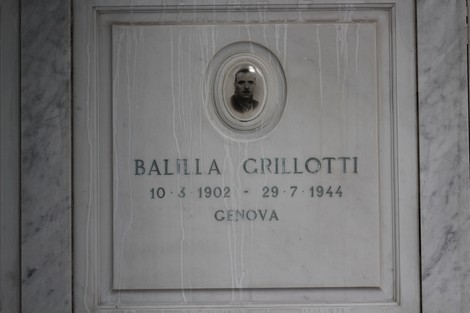 BALILLA GRILLOTTI
10·3·1902 - 29·7·1944
GENOVA